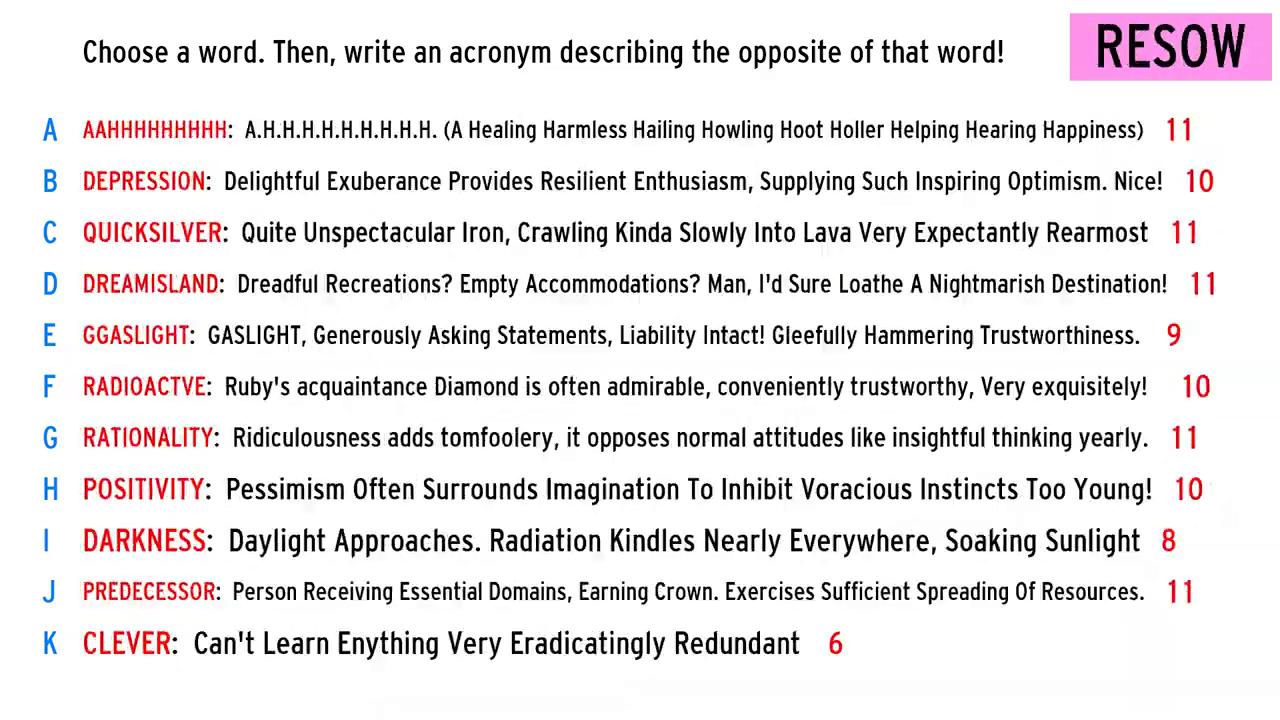 Choose a word. Then, write an acronym describing the opposite of that word!
RESOW
A AAHHHHHHHHH: A.H.H.H.H.H.H.H.H.H. (A Healing Harmless Hailing Howling Hoot Holler Helping Hearing Happiness) 11
B DEPRESSION: Delightful Exuberance Provides Resilient Enthusiasm, Supplying Such Inspiring Optimism. Nice! 10
C QUICKSILVER: Quite Unspectacular Iron, Crawling Kinda Slowly Into Lava Very Expectantly Rearmost 11
D DREAMISLAND: Dreadful Recreations? Empty Accommodations? Man, I'd Sure Loathe A Nightmarish Destination! 11
E GGASLIGHT: GASLIGHT, Generously Asking Statements, Liability Intact! Gleefully Hammering Trustworthiness. 9
F RADIOACTVE: Ruby's acquaintance Diamond is often admirable, conveniently trustworthy, Very exquisitely! 10
G RATIONALITY: Ridiculousness adds tomfoolery, it opposes normal attitudes like insightful thinking yearly. 11
H POSITIVITY: Pessimism Often Surrounds Imagination To Inhibit Voracious Instincts Too Young! 10
I DARKNESS: Daylight Approaches. Radiation Kindles Nearly Everywhere, Soaking Sunlight 8
J PREDECESSOR: Person Receiving Essential Domains, Earning Crown. Exercises Sufficient Spreading Of Resources. 11
K CLEVER: Can't Learn Enything Very Eradicatingly Redundant 6